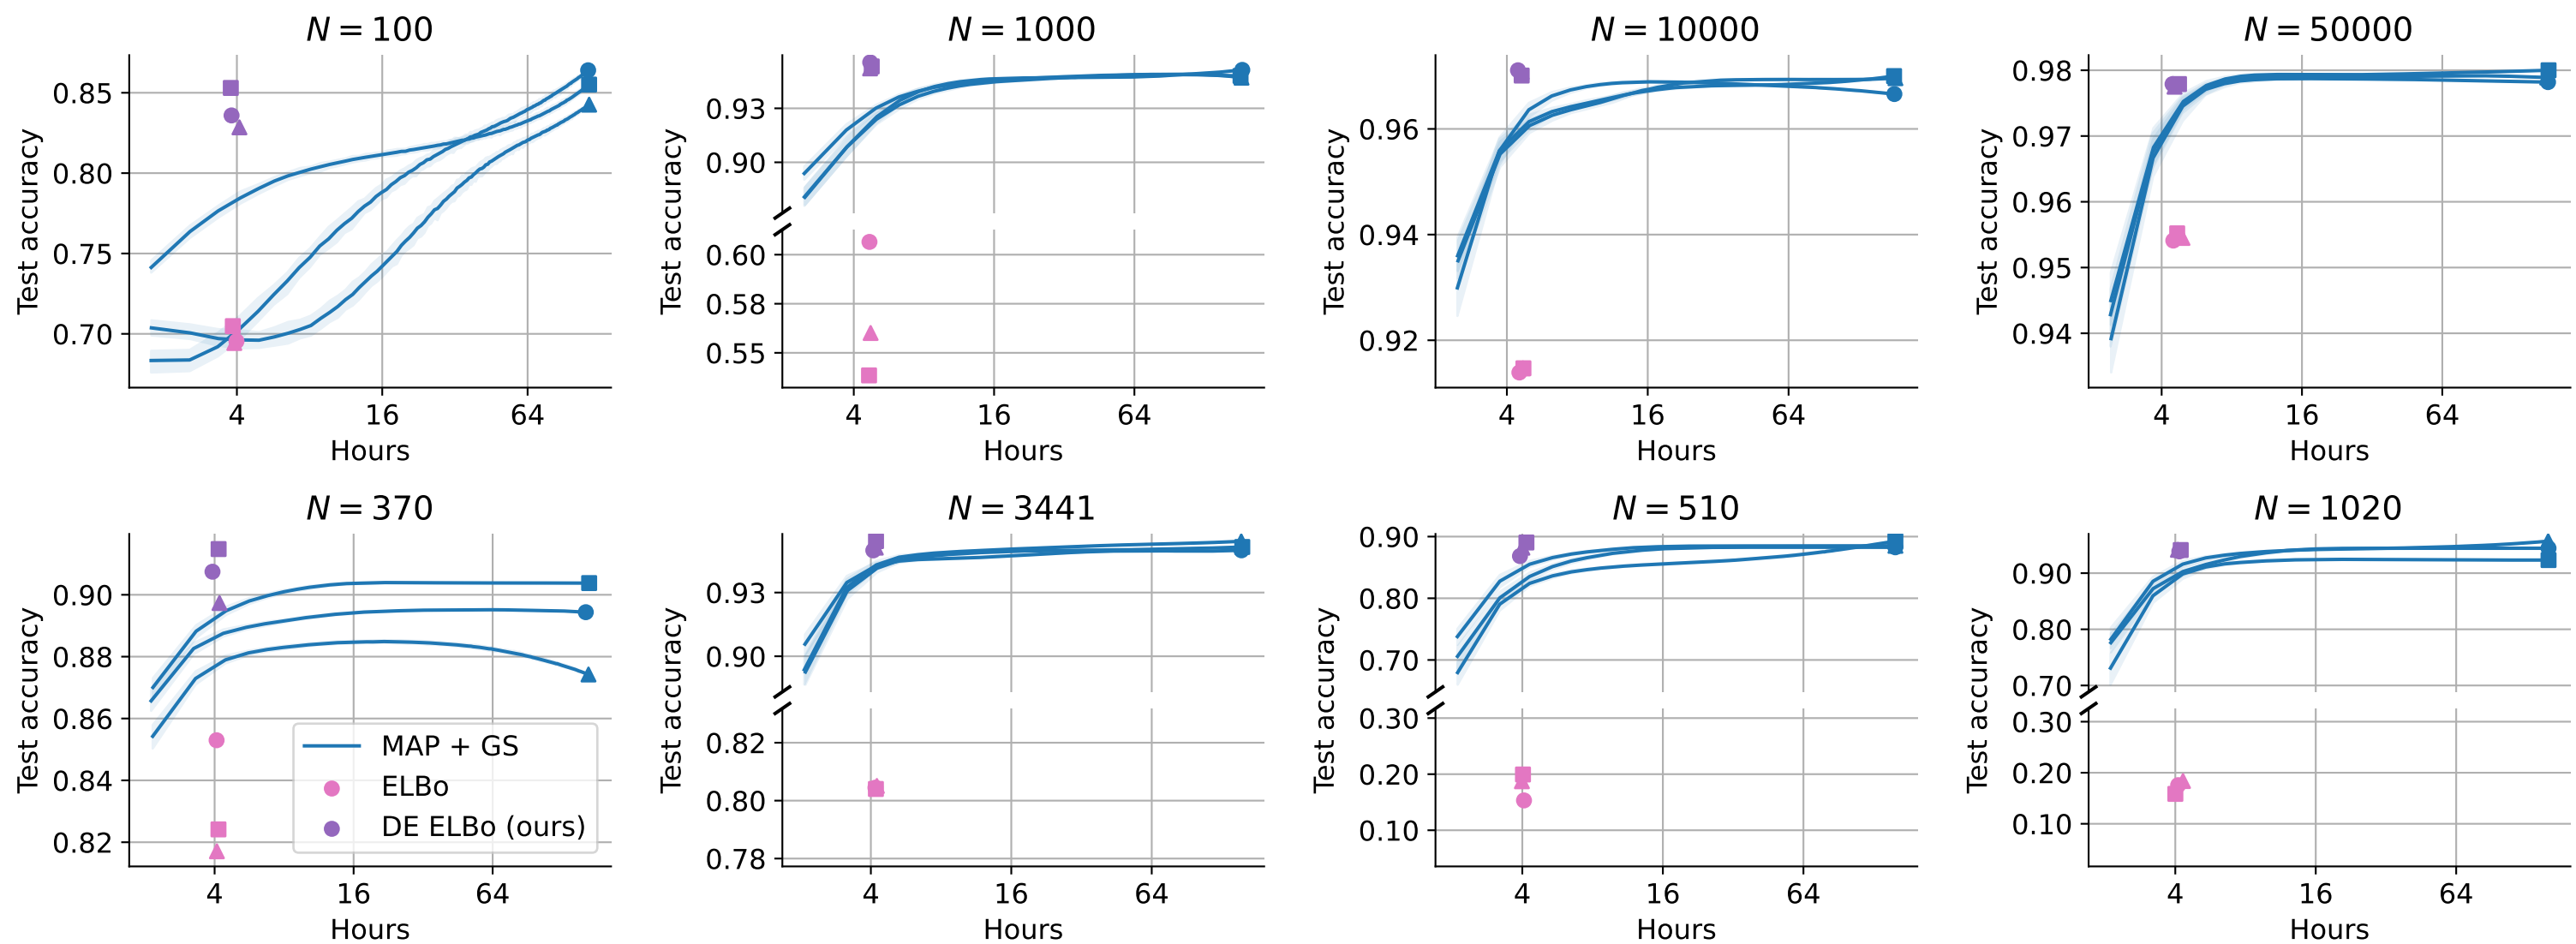 N = 100
Test accuracy
0.85
0.80
0.75
0.70
4 16 64
Hours
N = 1000
Test accuracy
0.93
0.90
0.60
0.58
0.55
4 16 64
Hours
N = 10000
Test accuracy
0.96
0.94
0.92
4 16 64
Hours
N = 50000
Test accuracy
0.98
0.97
0.96
0.95
0.94
4 16 64
Hours
N = 370
Test accuracy
0.90
0.88
0.86
0.84
0.82
MAP + GS
ELBo
DE ELBo (ours)
4 16 64
Hours
N = 3441
Test accuracy
0.93
0.90
0.82
0.80
0.78
4 16 64
Hours
N = 510
Test accuracy
0.90
0.80
0.70
0.30
0.20
0.10
4 16 64
Hours
N = 1020
Test accuracy
0.90
0.80
0.70
0.30
0.20
0.10
4 16 64
Hours